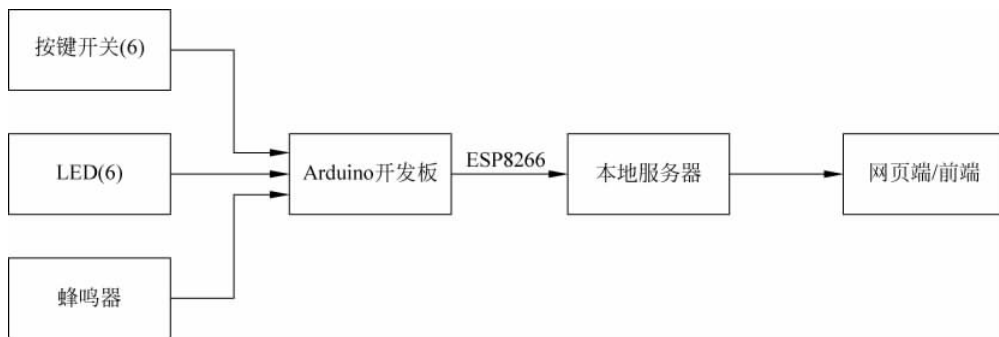 按键开关(6)
LED(6)
蜂鸣器
Arduino开发板
ESP8266
本地服务器
网页端/前端